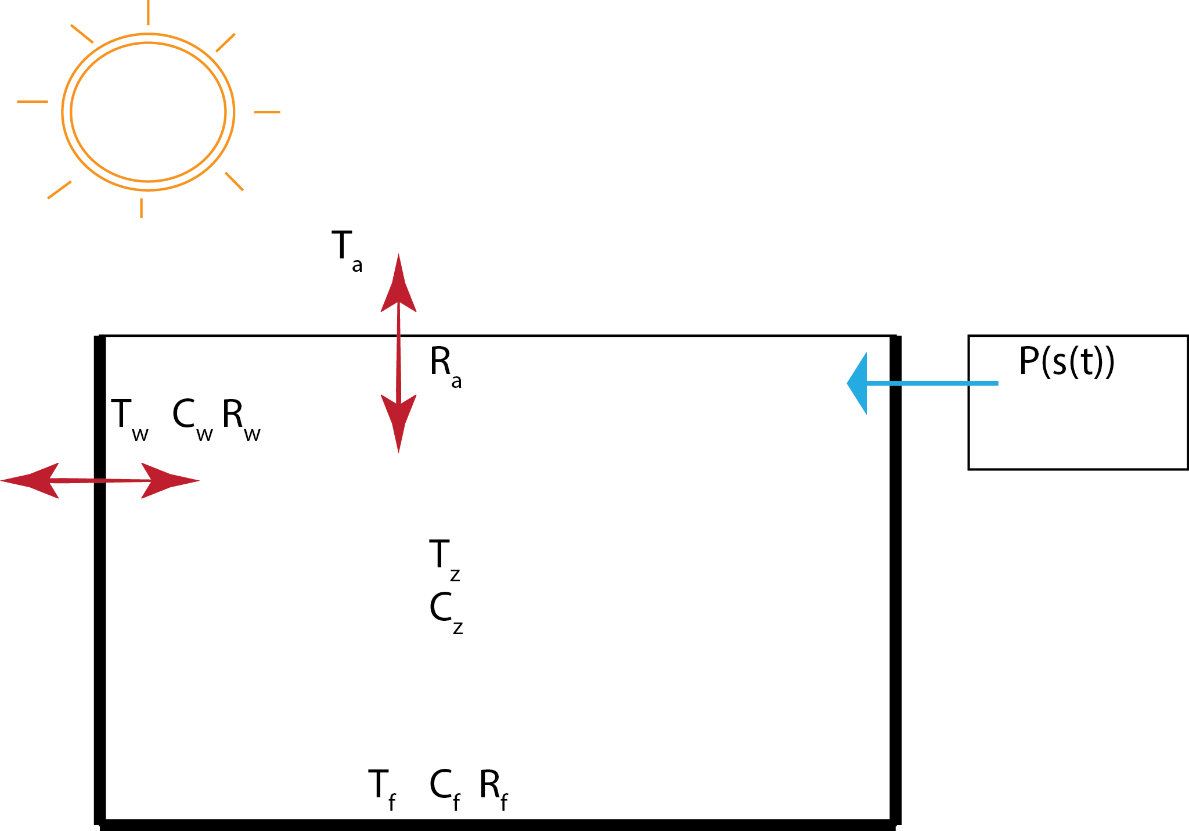 Ta
Ra
P(s(t))
Tw Cw Rw
Tz
Cz
Tf Cf Rf